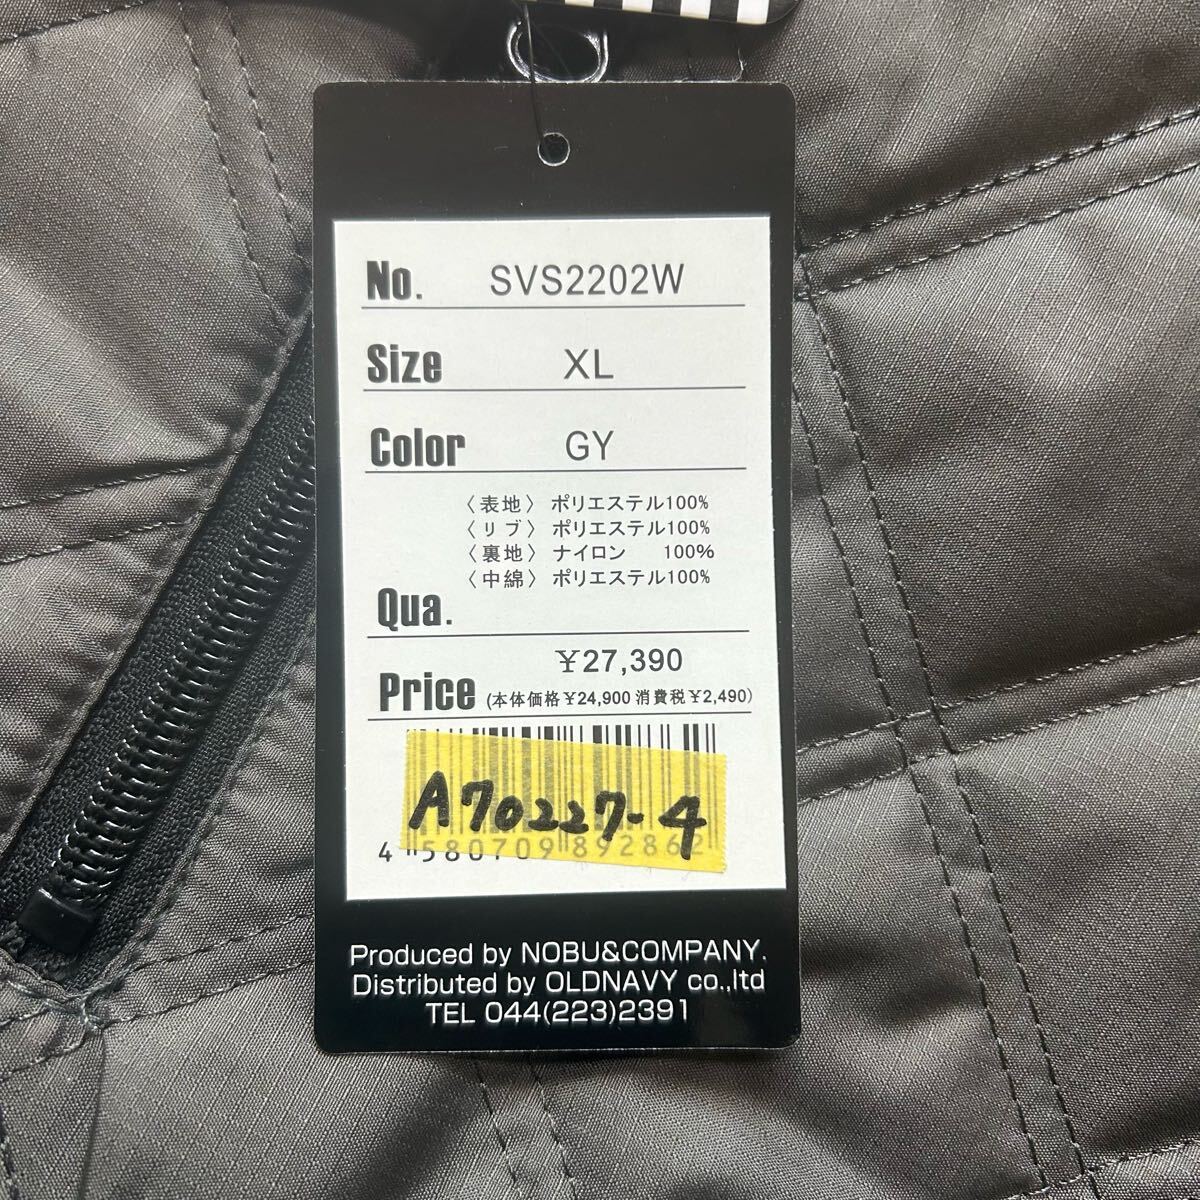 No. SVS2202W
Size XL
Color GY
〈表地〉ポリエステル100%
〈リブ〉ポリエステル100%
〈裏地〉ナイロン 100%
〈中綿〉ポリエステル100%
Qua.
¥27,390
Price (本体価格¥24,900 消費税¥2,490)
A70227-4
4 580709 892862
Produced by NOBU&COMPANY.
Distributed by OLDNAVY co.,ltd
TEL 044(223)2391